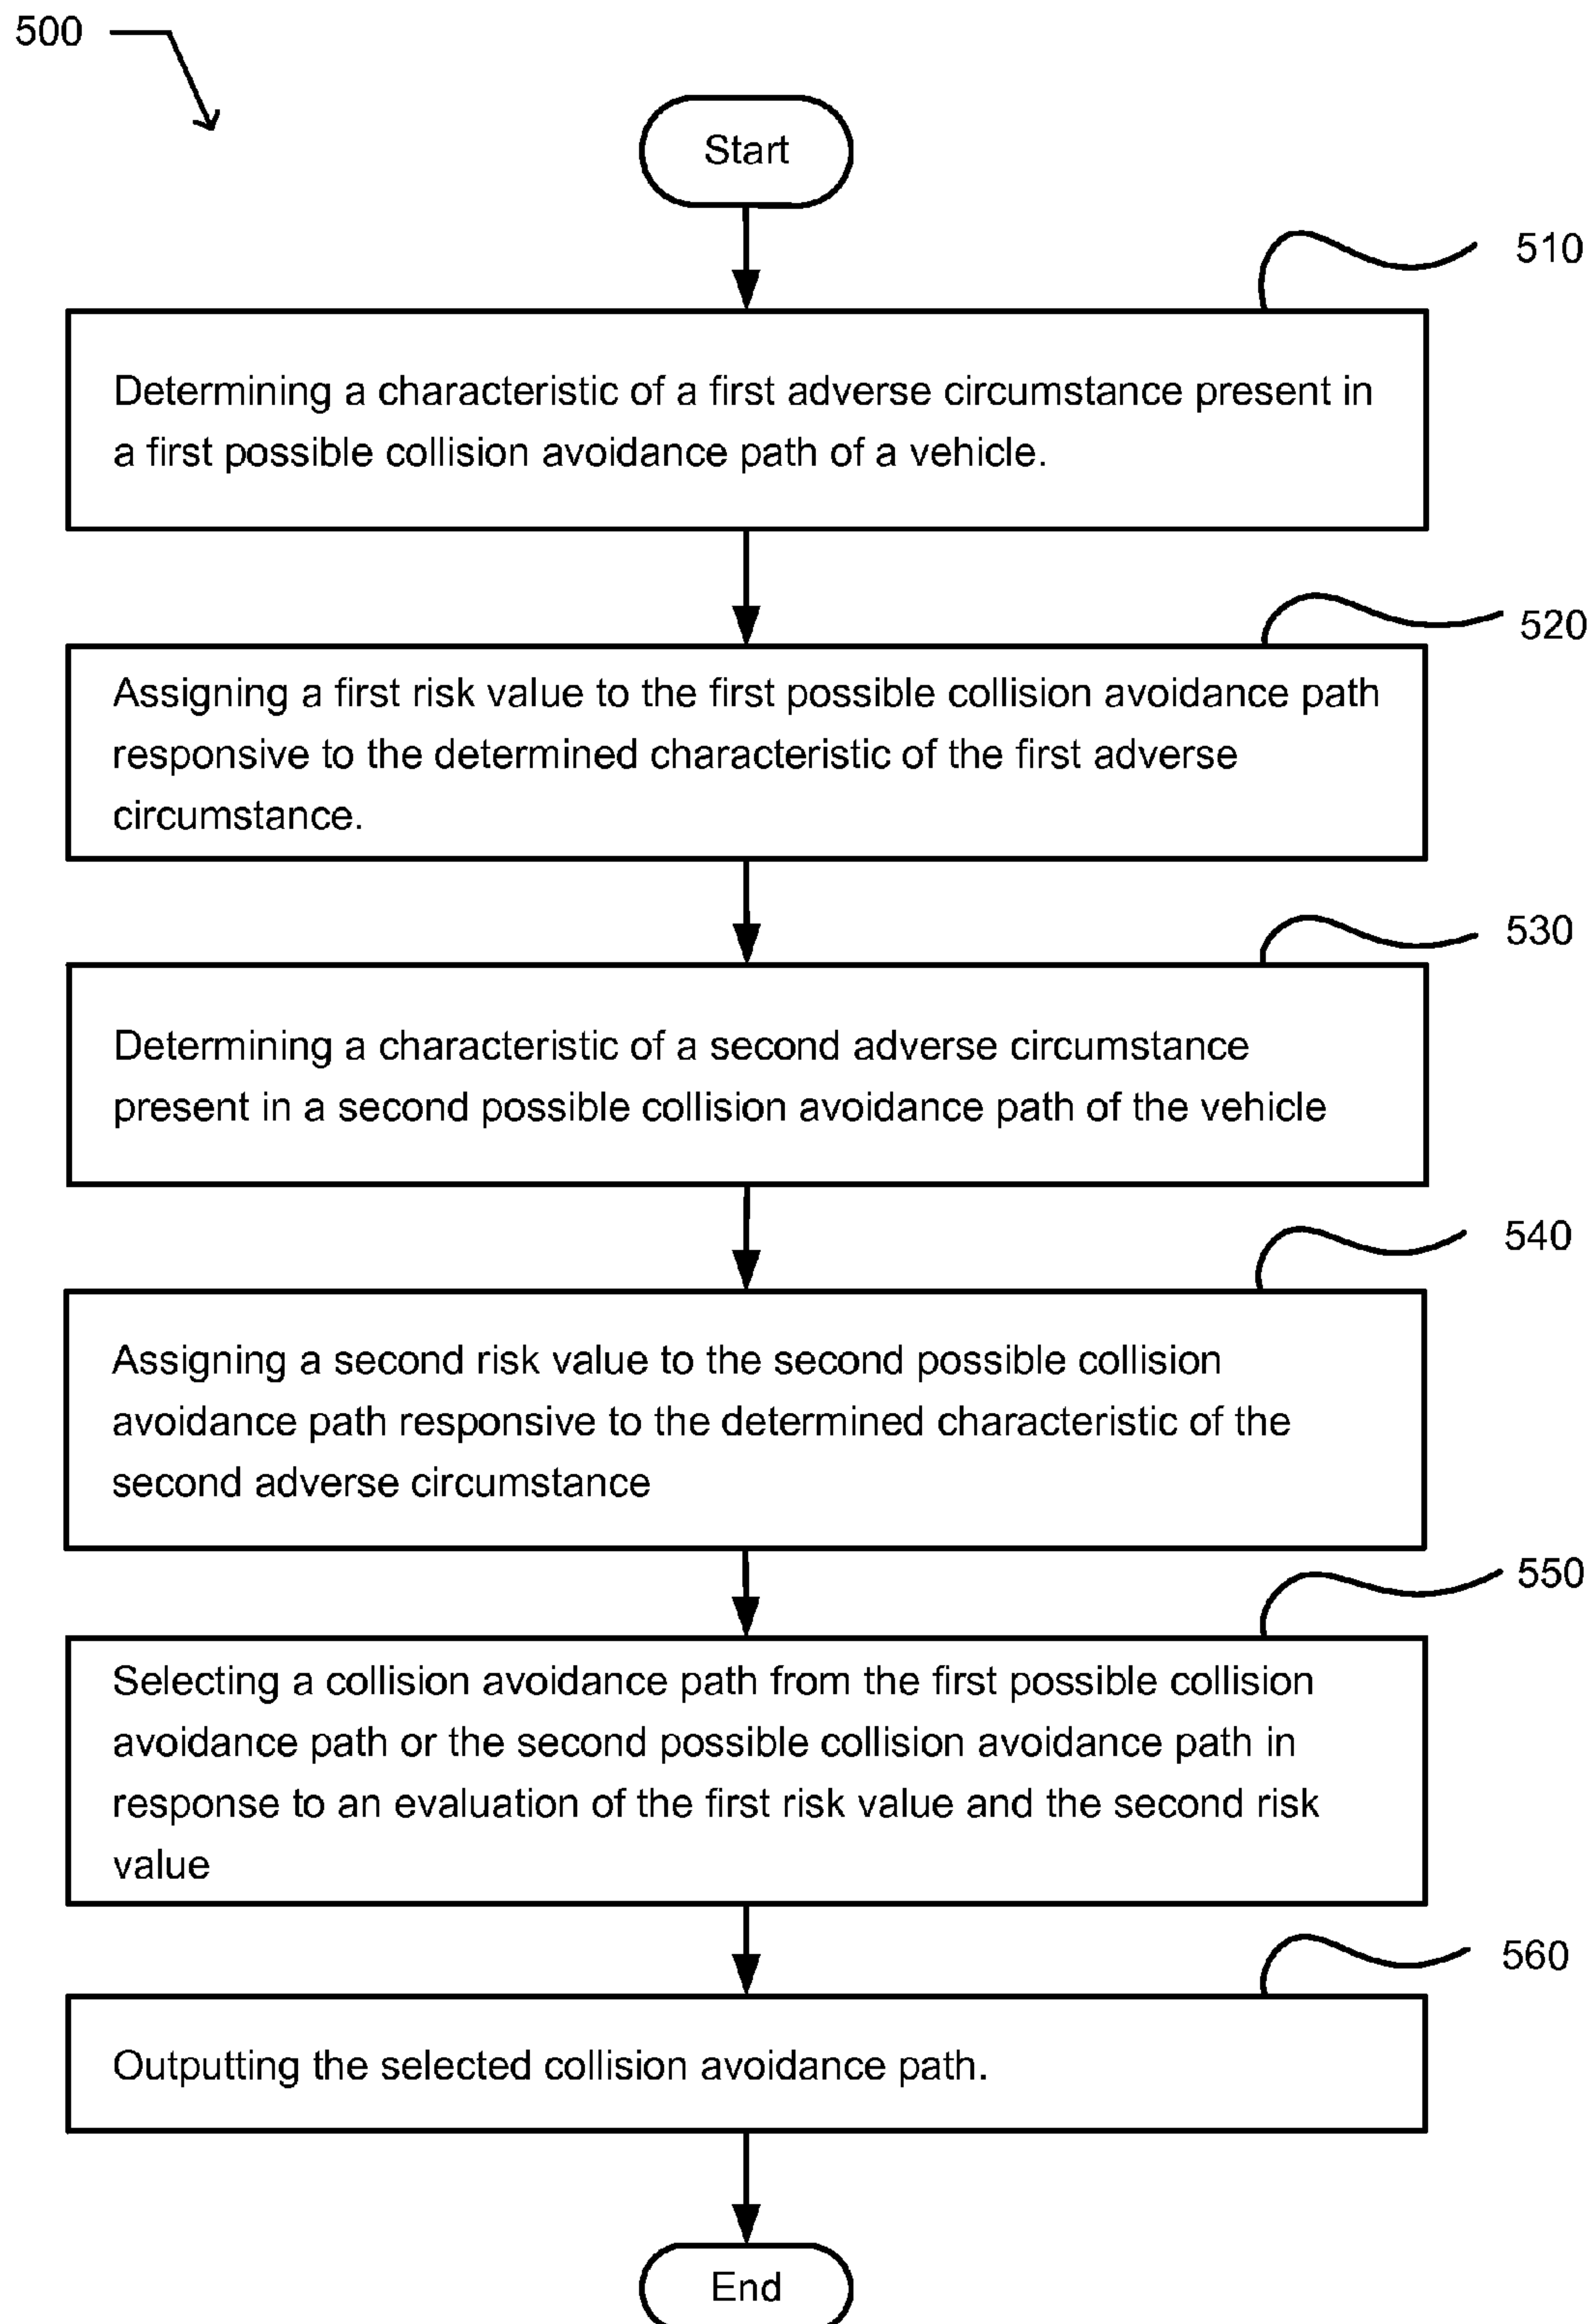 500
Start
510
Determining a characteristic of a first adverse circumstance present in
a first possible collision avoidance path of a vehicle.
520
Assigning a first risk value to the first possible collision avoidance path
responsive to the determined characteristic of the first adverse
circumstance.
530
Determining a characteristic of a second adverse circumstance
present in a second possible collision avoidance path of the vehicle
540
Assigning a second risk value to the second possible collision
avoidance path responsive to the determined characteristic of the
second adverse circumstance
550
Selecting a collision avoidance path from the first possible collision
avoidance path or the second possible collision avoidance path in
response to an evaluation of the first risk value and the second risk
value
560
Outputting the selected collision avoidance path.
End